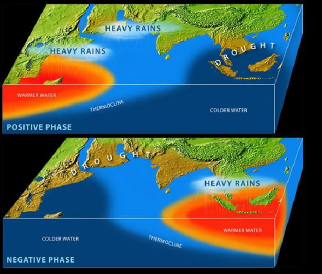 HEAVY RAINS
HEAVY RAINS
DROUGHT
WARMER WATER
THERMOCLINE
COLDER WATER
POSITIVE PHASE
DROUGHT
HEAVY RAINS
WARMER WATER
COLDER WATER
THERMOCLINE
NEGATIVE PHASE